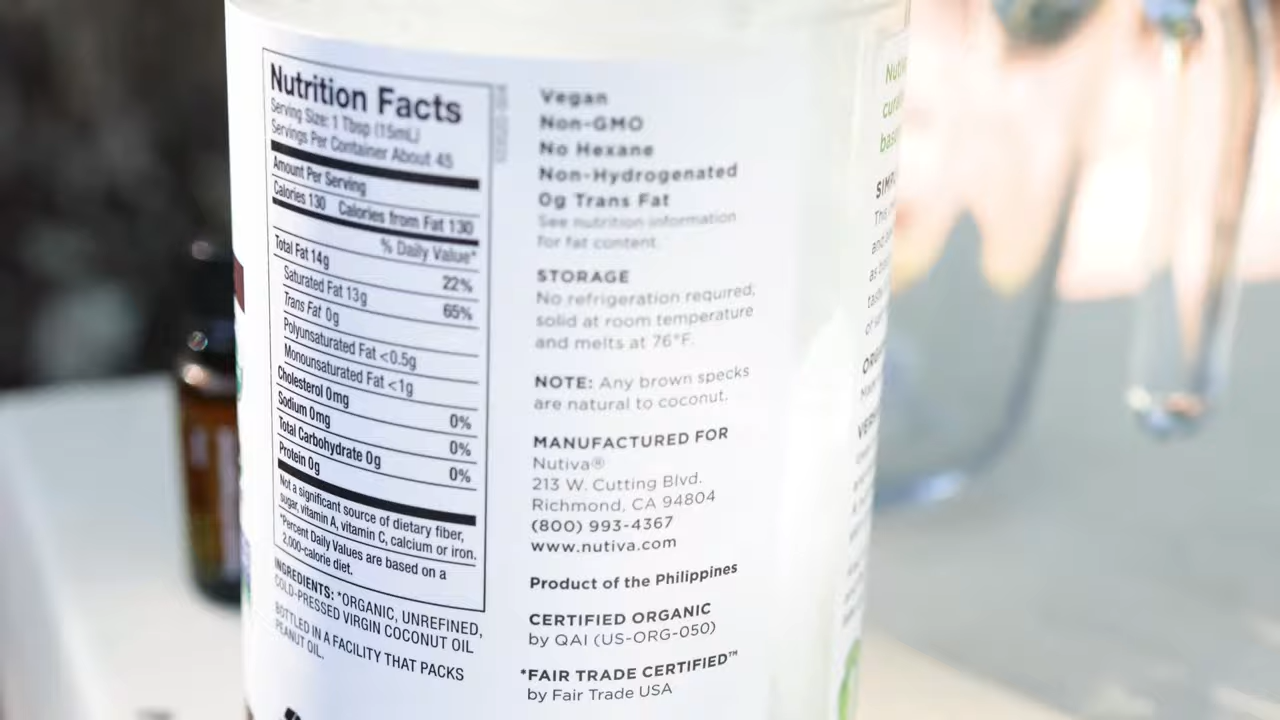 Nutrition Facts
Serving Size: 1 Tbsp (15mL)
Servings Per Container About 45
Amount Per Serving
Calories 130 Calories from Fat 130
% Daily Value*
Total Fat 14g 22%
Saturated Fat 13g 65%
Trans Fat 0g
Polyunsaturated Fat <0.5g
Monounsaturated Fat <1g
Cholesterol 0mg 0%
Sodium 0mg 0%
Total Carbohydrate 0g 0%
Protein 0g
Not a significant source of dietary fiber,
sugar, vitamin A, vitamin C, calcium or iron.
*Percent Daily Values are based on a
2,000-calorie diet.
INGREDIENTS: *ORGANIC, UNREFINED,
COLD-PRESSED VIRGIN COCONUT OIL
BOTTLED IN A FACILITY THAT PACKS
PEANUT OIL.
Vegan
Non-GMO
No Hexane
Non-Hydrogenated
0g Trans Fat
See nutrition information
for fat content.
STORAGE
No refrigeration required,
solid at room temperature
and melts at 76°F.
NOTE: Any brown specks
are natural to coconut.
MANUFACTURED FOR
Nutiva®
213 W. Cutting Blvd.
Richmond, CA 94804
(800) 993-4367
www.nutiva.com
Product of the Philippines
CERTIFIED ORGANIC
by QAI (US-ORG-050)
*FAIR TRADE CERTIFIED™
by Fair Trade USA